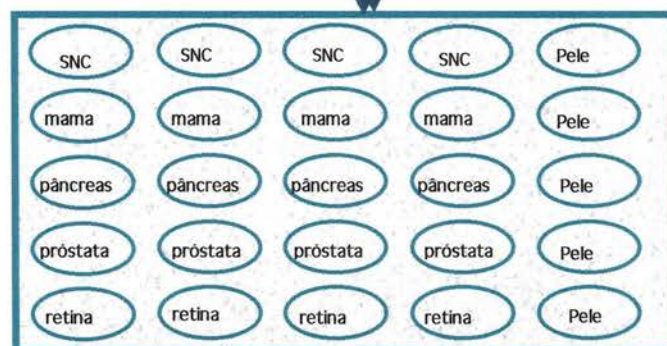 SNC SNC SNC SNC Pele
mama mama mama mama Pele
pâncreas pâncreas pâncreas pâncreas Pele
próstata próstata próstata próstata Pele
retina retina retina retina Pele